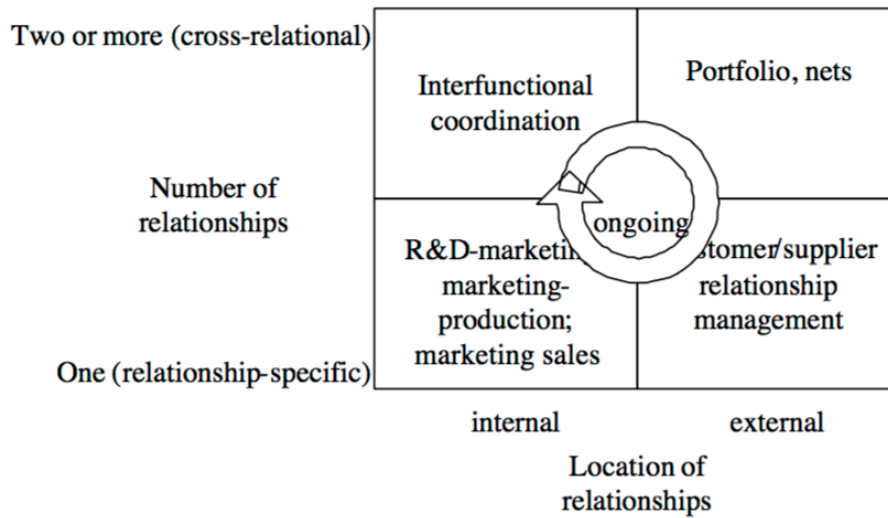 Two or more (cross-relational)
Interfunctional
coordination
Portfolio, nets
Number of
relationships
ongoing
R&D-marketin
marketing-
production;
marketing sales
stomer/supplier
relationship
management
One (relationship-specific)
internal
external
Location of
relationships